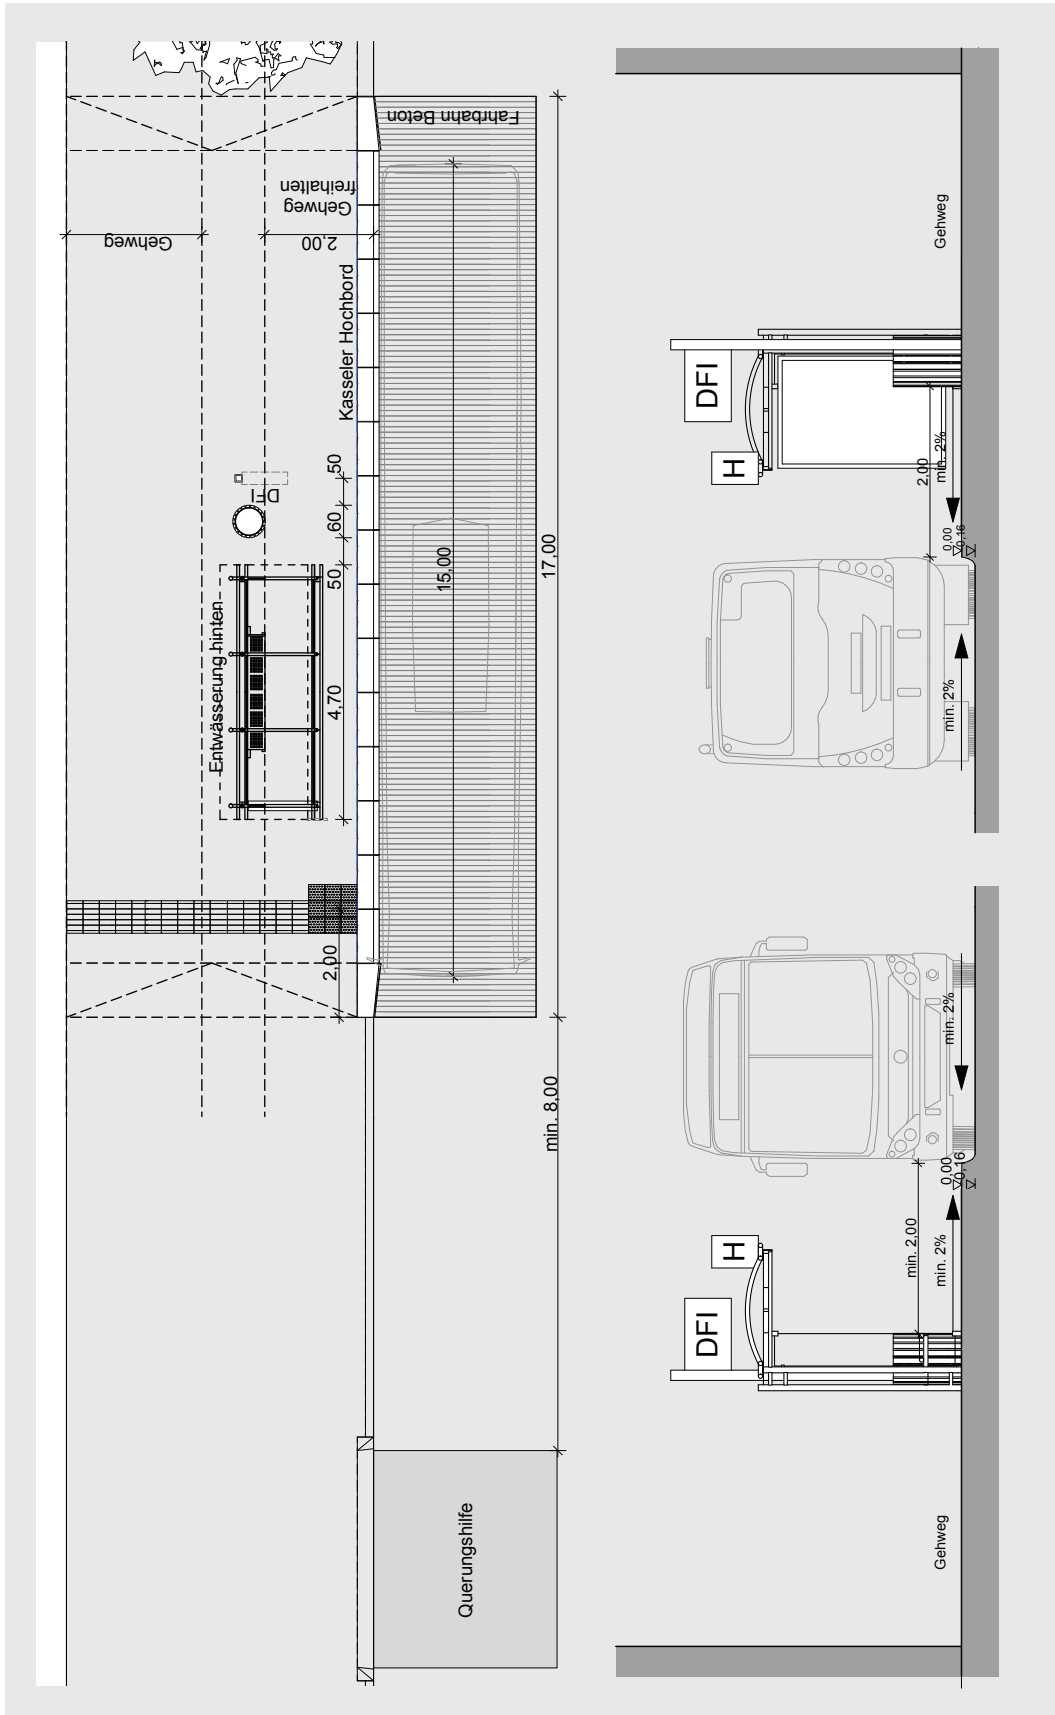 Fahrbahn Beton
Gehweg
freihalten
Gehweg
2,00
Kasseler Hochbord
50
DFI
60
50
15,00
17,00
Entwässerung hinten
4,70
2,00
min. 8,00
Querungshilfe
Gehweg
DFI
H
2,00
min. 2%
0,00
0,16
min. 2%
min. 2%
0,00
0,16
H
DFI
min. 2,00
min. 2%
Gehweg